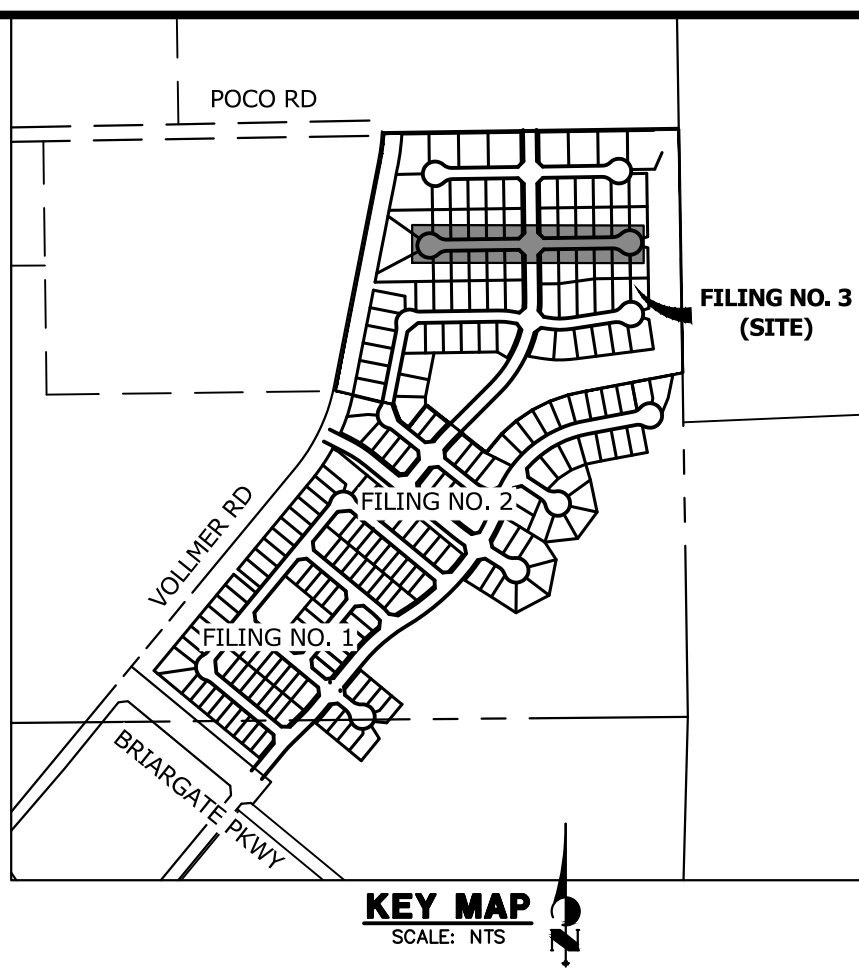 POCO RD
FILING NO. 3
(SITE)
FILING NO. 2
VOLLMER RD
FILING NO. 1
BRIARGATE PKWY
KEY MAP
SCALE: NTS
N